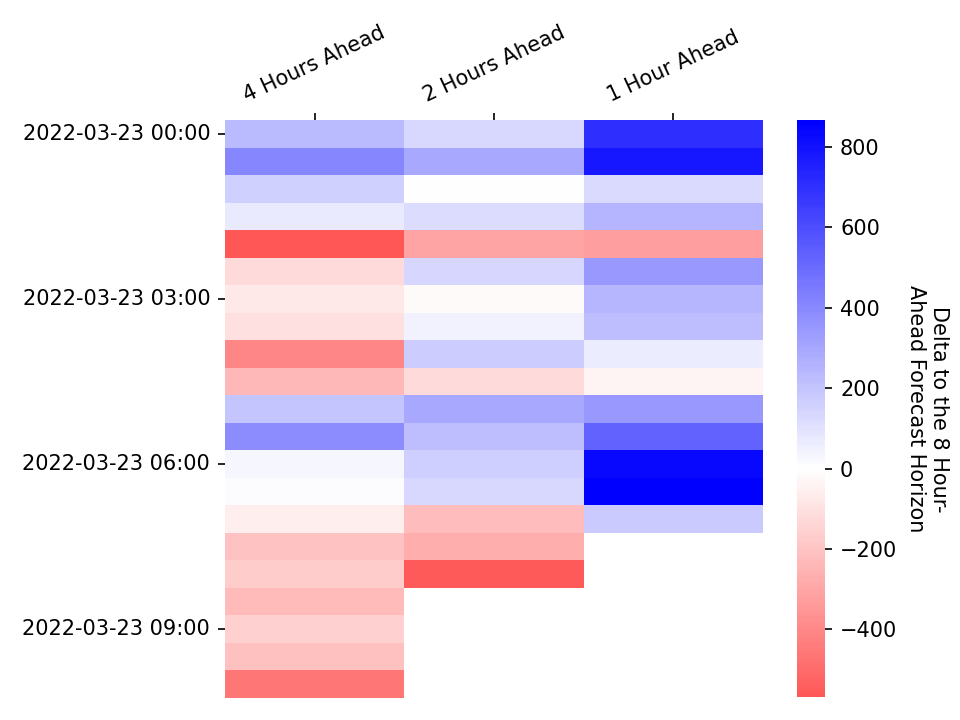 4 Hours Ahead
2 Hours Ahead
1 Hour Ahead
2022-03-23 00:00
2022-03-23 03:00
2022-03-23 06:00
2022-03-23 09:00
800
600
400
200
0
−200
−400
Delta to the 8 Hour-
Ahead Forecast Horizon